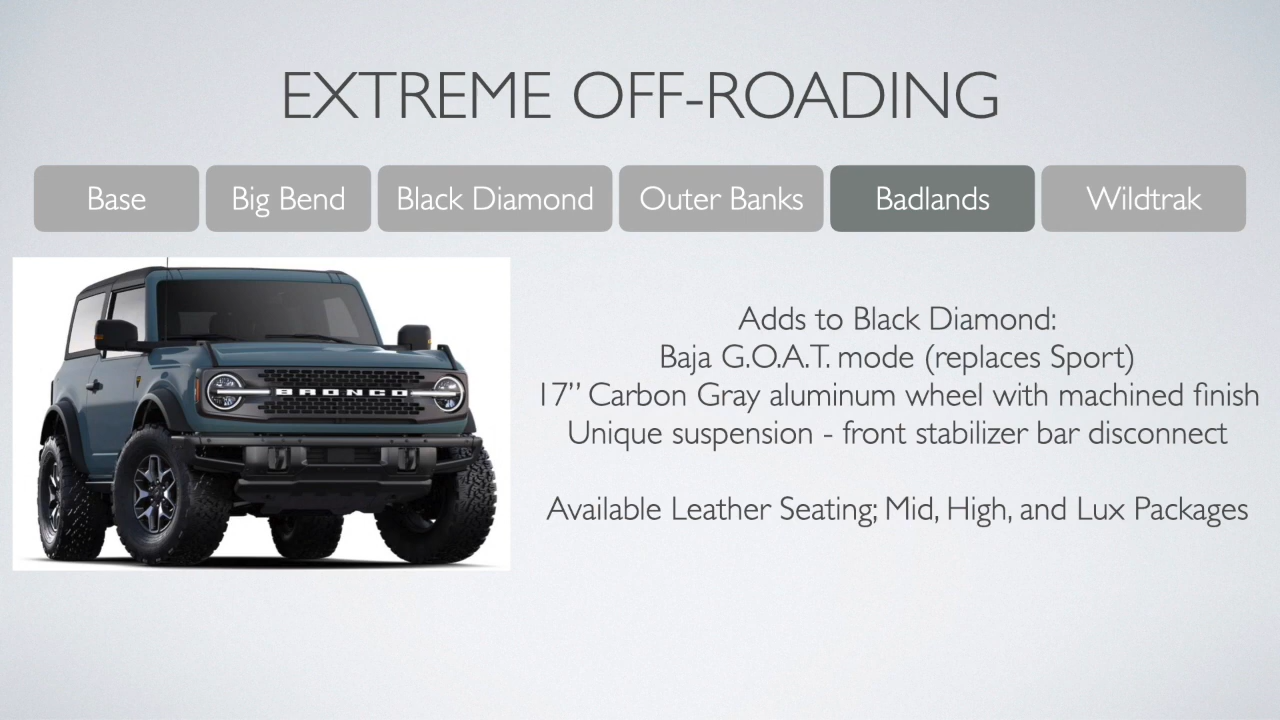 EXTREME OFF-ROADING
Base
Big Bend
Black Diamond
Outer Banks
Badlands
Wildtrak
BRONCO
Adds to Black Diamond:
Baja G.O.A.T. mode (replaces Sport)
17” Carbon Gray aluminum wheel with machined finish
Unique suspension - front stabilizer bar disconnect
Available Leather Seating; Mid, High, and Lux Packages